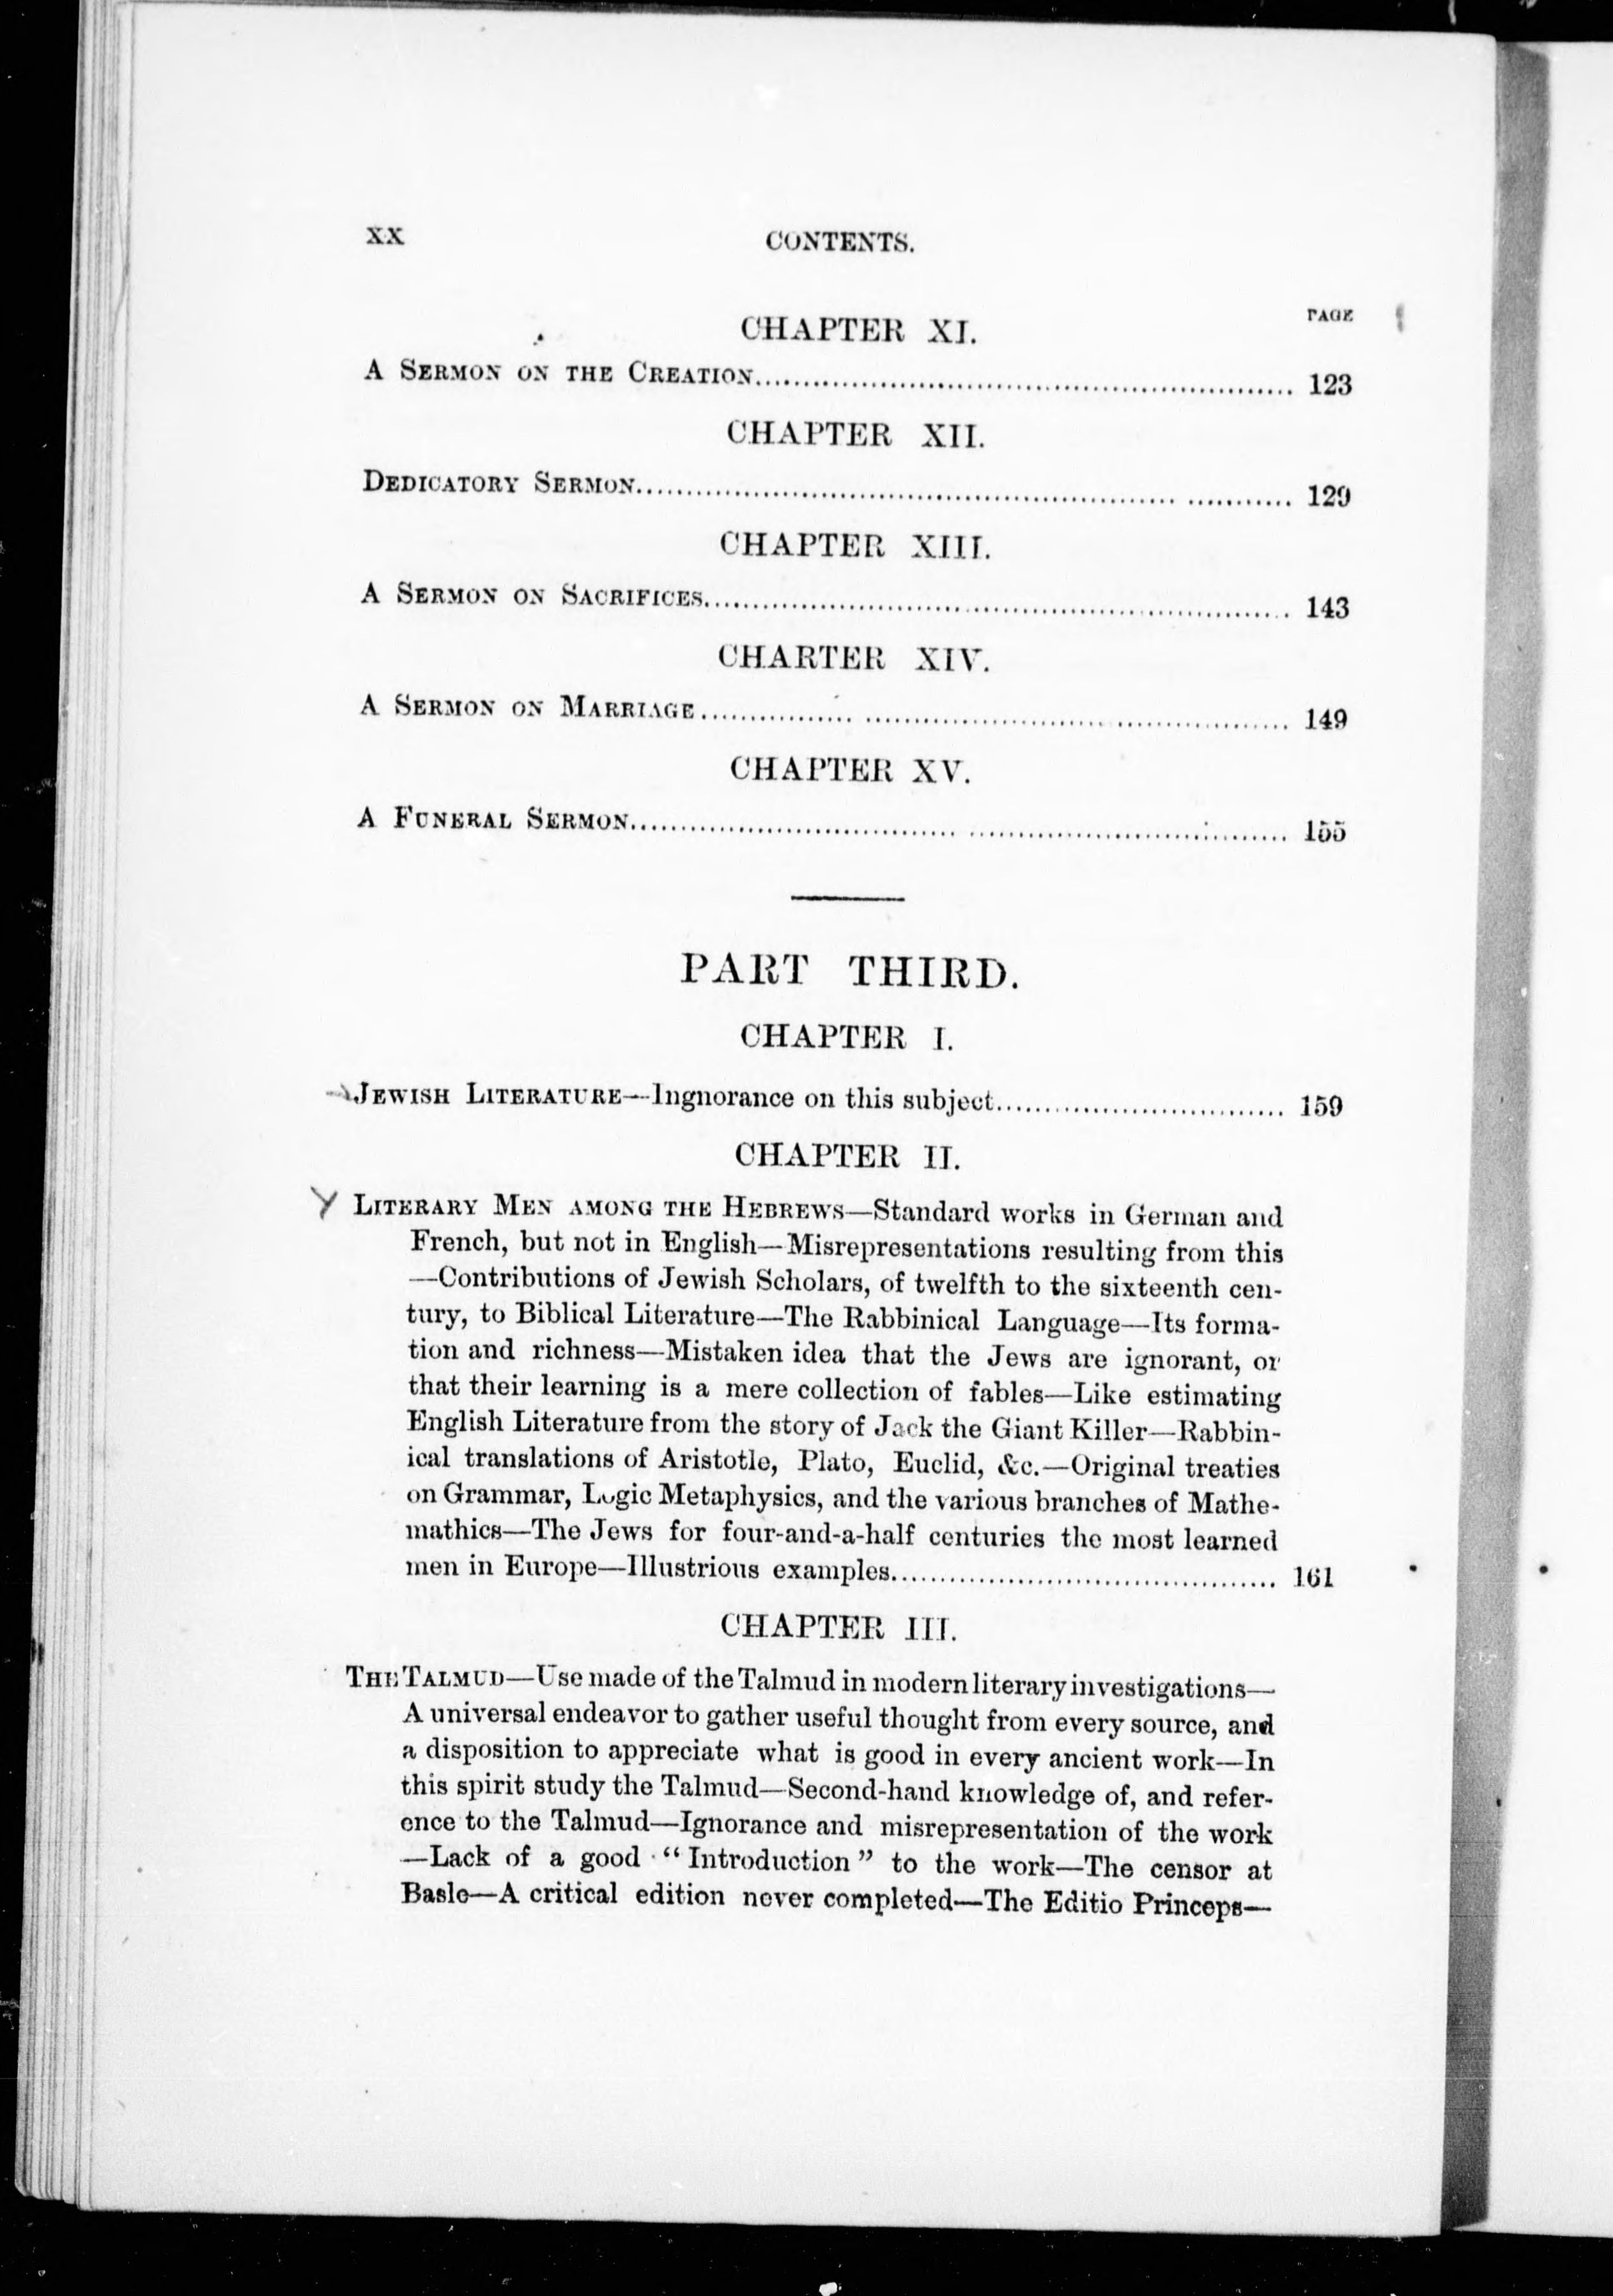 xx CONTENTS.
PAGE
CHAPTER XI.
A Sermon on the Creation........................................................ 123
CHAPTER XII.
Dedicatory Sermon........................................................ ........... 129
CHAPTER XIII.
A Sermon on Sacrifices............................................................ 143
CHARTER XIV.
A Sermon on Marriage................ ............................................ 149
CHAPTER XV.
A Funeral Sermon................................. ................................ 155
PART THIRD.
CHAPTER I.
Jewish Literature—Ingnorance on this subject............................. 159
CHAPTER II.
Literary Men among the Hebrews—Standard works in German and
French, but not in English—Misrepresentations resulting from this
—Contributions of Jewish Scholars, of twelfth to the sixteenth cen-
tury, to Biblical Literature—The Rabbinical Language—Its forma-
tion and richness—Mistaken idea that the Jews are ignorant, or
that their learning is a mere collection of fables—Like estimating
English Literature from the story of Jack the Giant Killer—Rabbin-
ical translations of Aristotle, Plato, Euclid, &c.—Original treaties
on Grammar, Logic Metaphysics, and the various branches of Mathe-
mathics—The Jews for four-and-a-half centuries the most learned
men in Europe—Illustrious examples....................................... 161
CHAPTER III.
The Talmud—Use made of the Talmud in modern literary investigations—
A universal endeavor to gather useful thought from every source, and
a disposition to appreciate what is good in every ancient work—In
this spirit study the Talmud—Second-hand knowledge of, and refer-
ence to the Talmud—Ignorance and misrepresentation of the work
—Lack of a good "Introduction" to the work—The censor at
Basle—A critical edition never completed—The Editio Princeps—